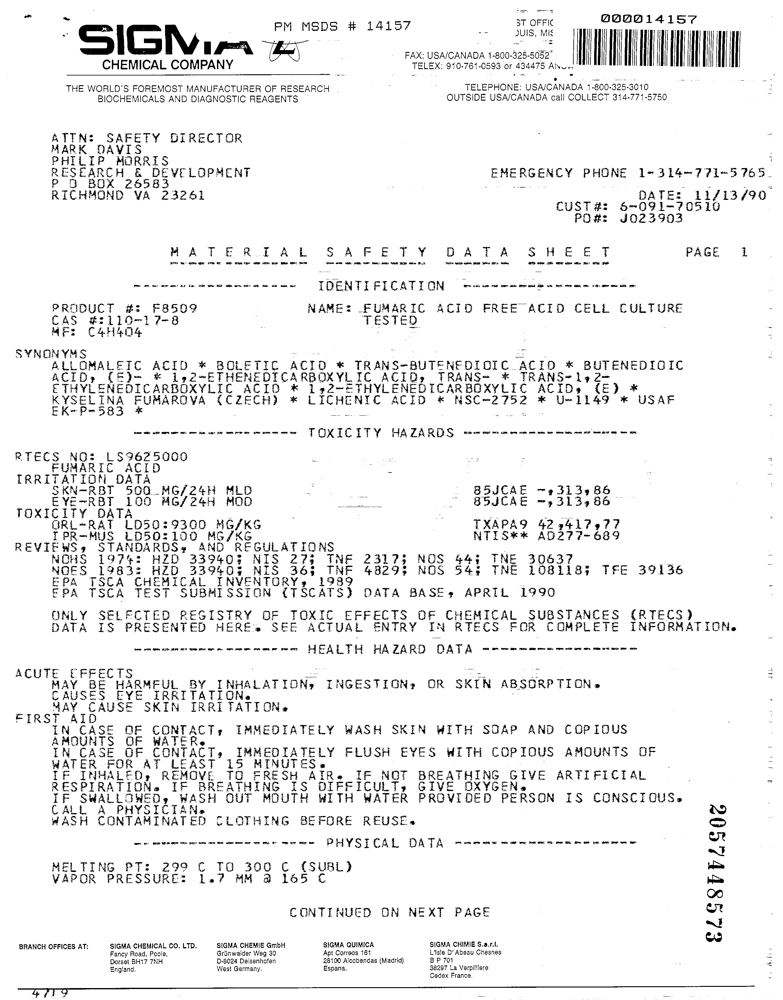 PM MSDS # 14157
000014157
SIGMA
CHEMICAL COMPANY
ST OFFIC
OUIS, MIS
FAX: USA/CANADA 1-800-325-5052
TELEX: 910-761-0593 or 434475
THE WORLD'S FOREMOST MANUFACTURER OF RESEARCH
BIOCHEMICALS AND DIAGNOSTIC REAGENTS
TELEPHONE: USA/CANADA 1-800-325-3010
OUTSIDE USA/CANADA call COLLECT 314-771-5750
ATTN: SAFETY DIRECTOR
MARK DAVIS
PHILIP MORRIS
RESEARCH & DEVELOPMENT
P O BOX 26583
RICHMOND VA 23261
EMERGENCY PHONE 1-314-771-5765
DATE: 11/13/90
CUST#: 6-091-70510
PO#: J023903
MATERIAL SAFETY DATA SHEET PAGE 1
------------------ IDENTIFICATION ------------------
PRODUCT #: F8509 NAME: FUMARIC ACID FREE ACID CELL CULTURE
CAS #:110-17-8 TESTED
MF: C4H4O4
SYNONYMS
ALLOMALEIC ACID * BOLETIC ACID * TRANS-BUTENEDIOIC ACID * BUTENEDIOIC
ACID, (E)- * 1,2-ETHENEDICARBOXYLIC ACID, TRANS- * TRANS-1,2-
ETHYLENEDICARBOXYLIC ACID * 1,2-ETHYLENEDICARBOXYLIC ACID, (E) *
KYSELINA FUMAROVA (CZECH) * LICHENIC ACID * NSC-2752 * U-1149 * USAF
EK-P-583 *
------------------ TOXICITY HAZARDS ------------------
RTECS NO: LS9625000
FUMARIC ACID
IRRITATION DATA
SKN-RBT 500 MG/24H MLD 85JCAE -,313,86
EYE-RBT 100 MG/24H MOD 85JCAE -,313,86
TOXICITY DATA
ORL-RAT LD50:9300 MG/KG TXAPA9 42,417,77
IPR-MUS LD50:100 MG/KG NTIS** AD277-689
REVIEWS, STANDARDS, AND REGULATIONS
NOHS 1974: HZD 33940; NIS 27; TNF 2317; NOS 44; TNE 30637
NOES 1983: HZD 33940; NIS 36; TNF 4829; NOS 54; TNE 108118; TFE 39136
EPA TSCA CHEMICAL INVENTORY, 1989
EPA TSCA TEST SUBMISSION (TSCATS) DATA BASE, APRIL 1990
ONLY SELECTED REGISTRY OF TOXIC EFFECTS OF CHEMICAL SUBSTANCES (RTECS)
DATA IS PRESENTED HERE. SEE ACTUAL ENTRY IN RTECS FOR COMPLETE INFORMATION.
------------------ HEALTH HAZARD DATA ------------------
ACUTE EFFECTS
MAY BE HARMFUL BY INHALATION, INGESTION, OR SKIN ABSORPTION.
CAUSES EYE IRRITATION.
MAY CAUSE SKIN IRRITATION.
FIRST AID
IN CASE OF CONTACT, IMMEDIATELY WASH SKIN WITH SOAP AND COPIOUS
AMOUNTS OF WATER.
IN CASE OF CONTACT, IMMEDIATELY FLUSH EYES WITH COPIOUS AMOUNTS OF
WATER FOR AT LEAST 15 MINUTES.
IF INHALED, REMOVE TO FRESH AIR. IF NOT BREATHING GIVE ARTIFICIAL
RESPIRATION. IF BREATHING IS DIFFICULT, GIVE OXYGEN.
IF SWALLOWED, WASH OUT MOUTH WITH WATER PROVIDED PERSON IS CONSCIOUS.
CALL A PHYSICIAN.
WASH CONTAMINATED CLOTHING BEFORE REUSE.
------------------ PHYSICAL DATA ------------------
MELTING PT: 299 C TO 300 C (SUBL)
VAPOR PRESSURE: 1.7 MM @ 165 C
CONTINUED ON NEXT PAGE
2057448573
BRANCH OFFICES AT: SIGMA CHEMICAL CO. LTD. SIGMA CHEMIE GmbH SIGMA QUIMICA SIGMA CHIMIE S.a.r.l.
Fancy Road, Poole, Grünwalder Weg 30 Apt Correos 161 L'Isle D'Abeau Chesnes
Dorset BH17 7NH D-8024 Deisenhofen 28100 Alcobendas (Madrid) B P 701
England. West Germany. Espana. 38297 La Verpilliere
Cedex France.
4719